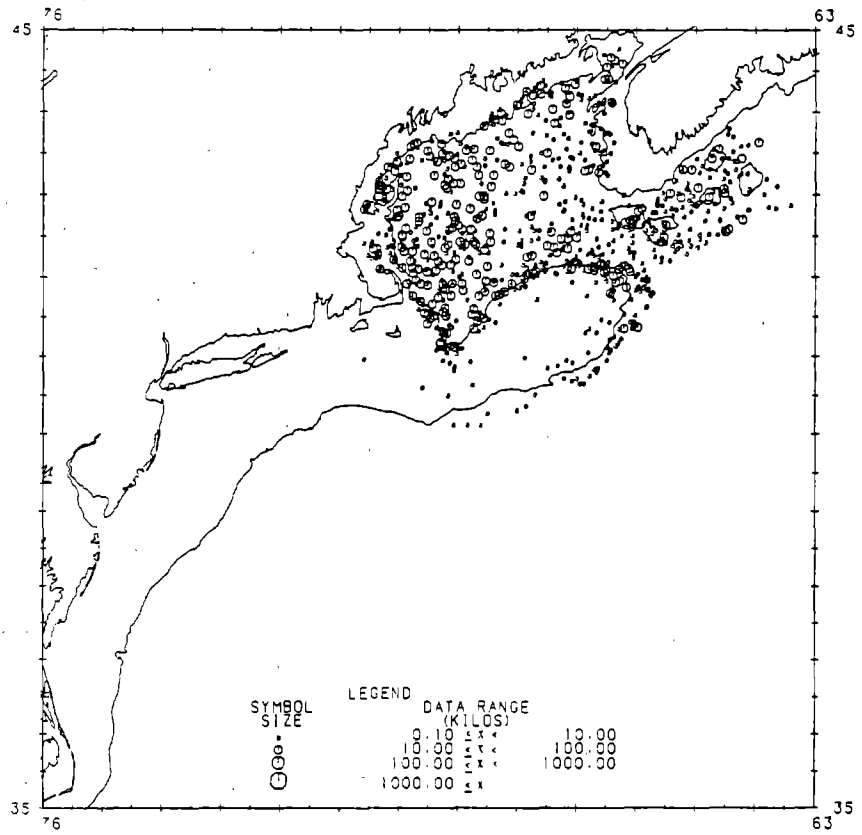 76 63
45 45
LEGEND
SYMBOL DATA RANGE
SIZE (KILOS)
0.10 ≤ X < 10.00
10.00 ≤ X < 100.00
100.00 ≤ X < 1000.00
1000.00 ≤ X
35 35
76 63